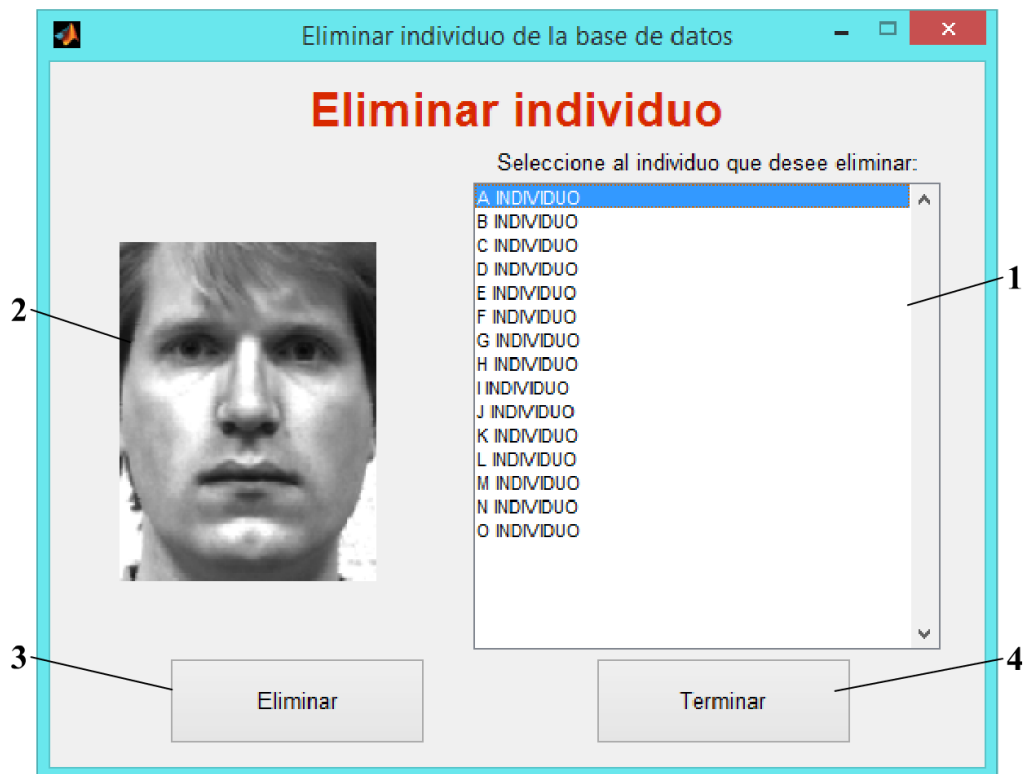 Eliminar individuo de la base de datos
Eliminar individuo
Seleccione al individuo que desee eliminar:
A INDIVIDUO
B INDIVIDUO
C INDIVIDUO
D INDIVIDUO
E INDIVIDUO
F INDIVIDUO
G INDIVIDUO
H INDIVIDUO
I INDIVIDUO
J INDIVIDUO
K INDIVIDUO
L INDIVIDUO
M INDIVIDUO
N INDIVIDUO
O INDIVIDUO
1
2
3
Eliminar
Terminar
4